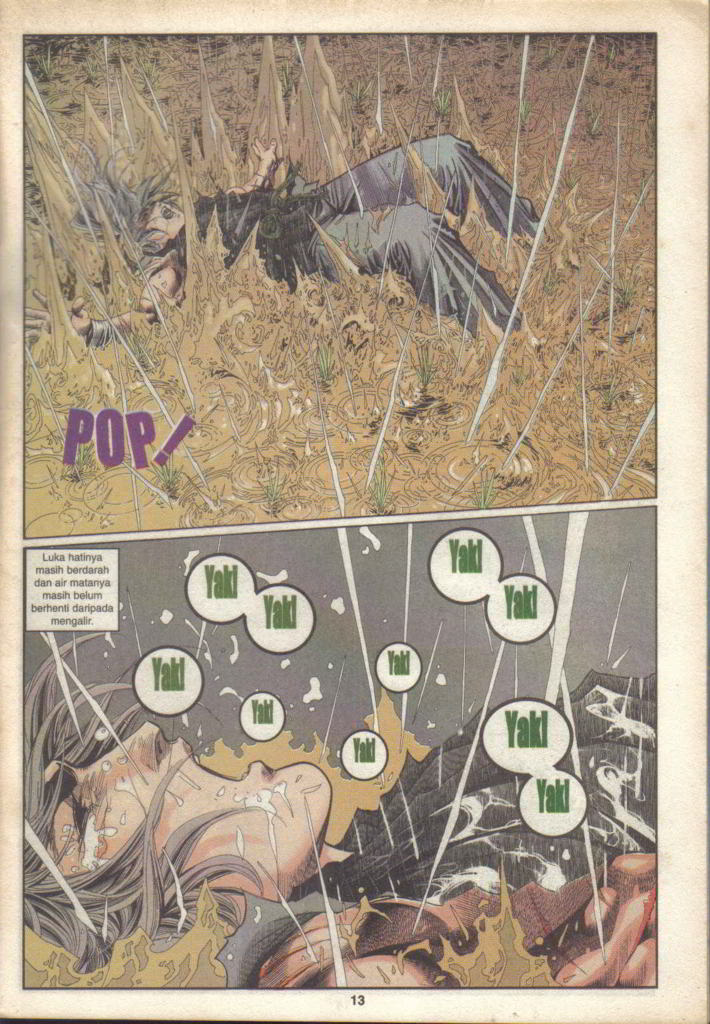 POP!
Luka hatinya
masih berdarah
dan air matanya
masih belum
berhenti daripada
mengalir.
Yak!
Yak!
Yak!
Yak!
Yak!
Yak!
Yak!
Yak!
Yak!
Yak!
13